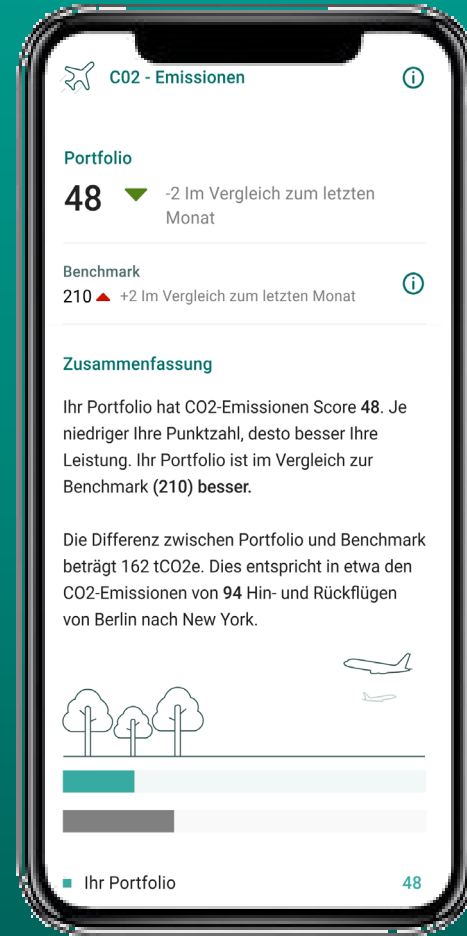 C02 - Emissionen
Portfolio
48 -2 Im Vergleich zum letzten
Monat
Benchmark
210 +2 Im Vergleich zum letzten Monat
Zusammenfassung
Ihr Portfolio hat CO2-Emissionen Score 48. Je
niedriger Ihre Punktzahl, desto besser Ihre
Leistung. Ihr Portfolio ist im Vergleich zur
Benchmark (210) besser.
Die Differenz zwischen Portfolio und Benchmark
beträgt 162 tCO2e. Dies entspricht in etwa den
CO2-Emissionen von 94 Hin- und Rückflügen
von Berlin nach New York.
Ihr Portfolio 48